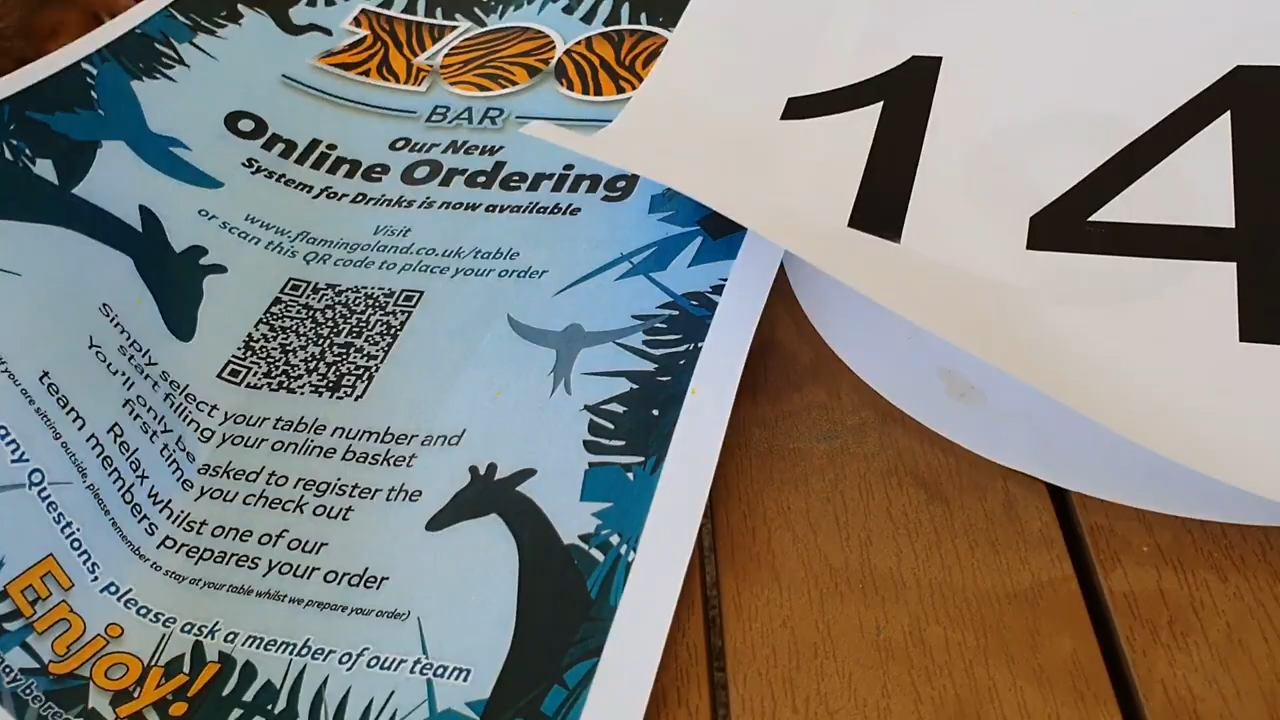 ZOO
BAR
Our New
Online Ordering
System for Drinks is now available
Visit
www.flamingoland.co.uk/table
or scan this QR code to place your order
Simply select your table number and
start filling your online basket
You'll only be asked to register the
first time you check out
Relax whilst one of our
team members prepares your order
If you are sitting outside, please remember to stay at your table whilst we prepare your order)
any Questions, please ask a member of our team
Enjoy!
may be
14